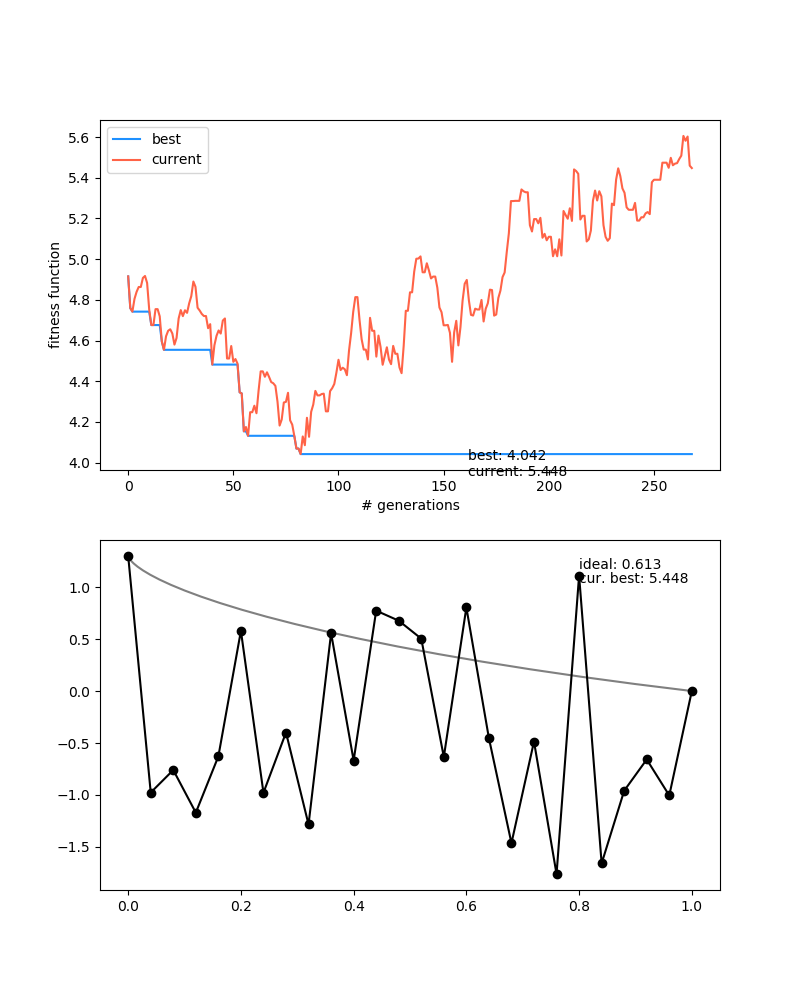 5.6
5.4
5.2
5.0
4.8
4.6
4.4
4.2
4.0
fitness function
best
current
best: 4.042
current: 5.448
0 50 100 150 200 250
# generations
1.0
0.5
0.0
−0.5
−1.0
−1.5
ideal: 0.613
cur. best: 5.448
0.0 0.2 0.4 0.6 0.8 1.0